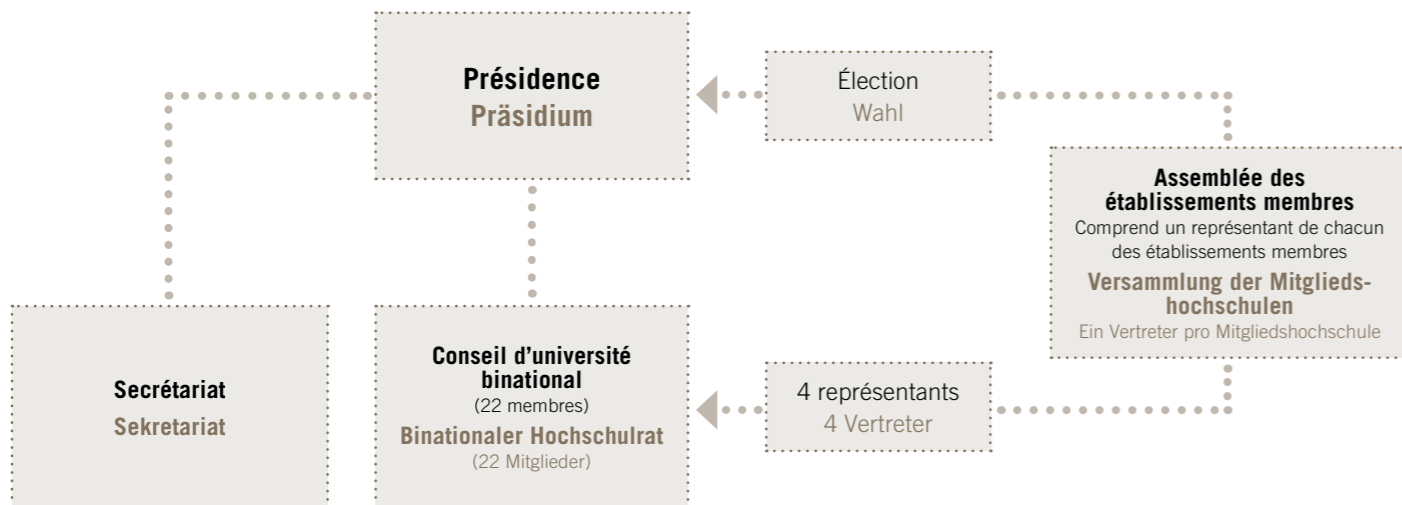 Présidence
Präsidium
Élection
Wahl
Assemblée des
établissements membres
Comprend un représentant de chacun
des établissements membres
Versammlung der Mitglieds-
hochschulen
Ein Vertreter pro Mitgliedshochschule
Secrétariat
Sekretariat
Conseil d’université
binational
(22 membres)
Binationaler Hochschulrat
(22 Mitglieder)
4 représentants
4 Vertreter